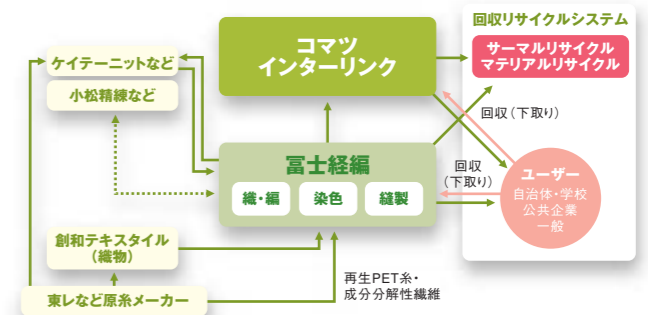 回収リサイクルシステム
コマツ
インターリンク
サーマルリサイクル
マテリアルリサイクル
ケイテーニットなど
小松精練など
回収（下取り）
冨士経編
織・編
染色
縫製
回収
（下取り）
ユーザー
自治体・学校
公共企業
一般
創和テキスタイル
（織物）
再生PET糸・
成分分解性繊維
東レなど原糸メーカー